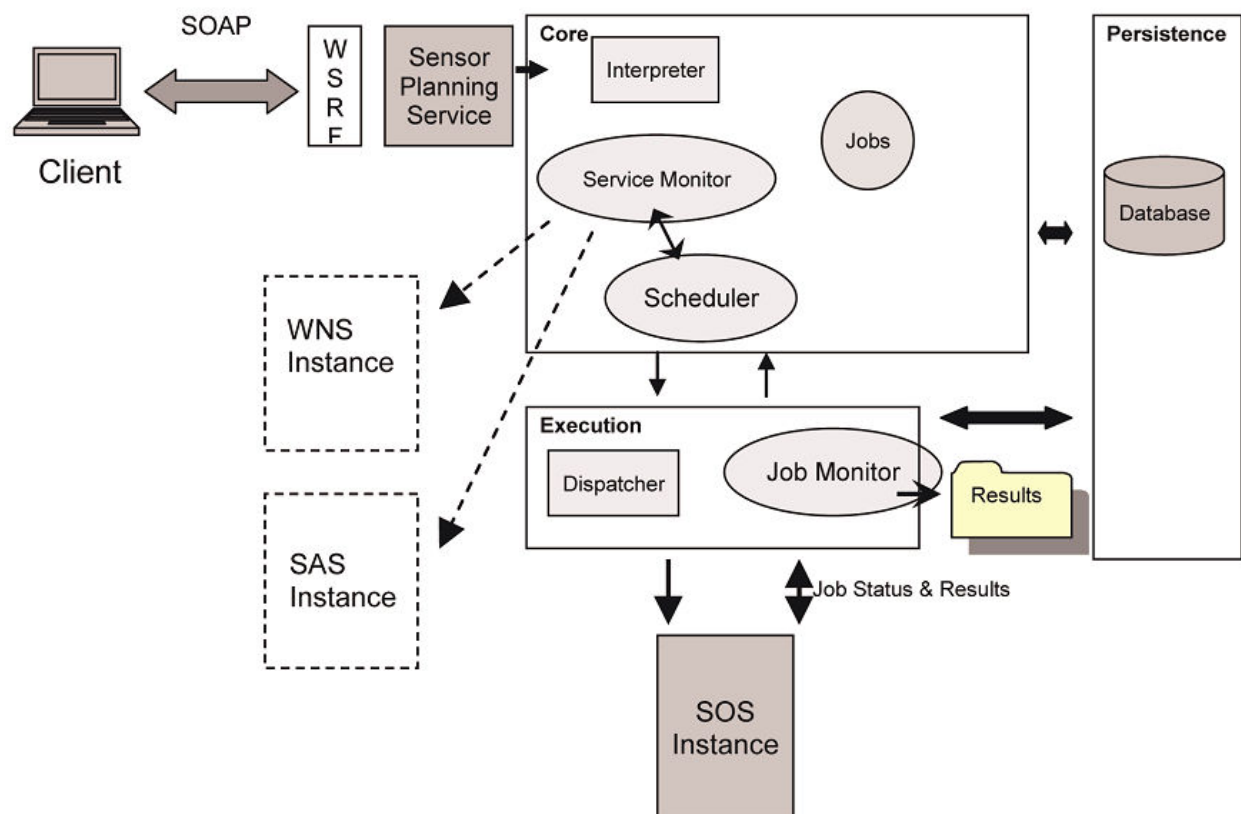 SOAP
Client
W
S
R
F
Sensor
Planning
Service
Core
Interpreter
Jobs
Service Monitor
Scheduler
Persistence
Database
WNS
Instance
SAS
Instance
Execution
Dispatcher
Job Monitor
Results
Job Status & Results
SOS
Instance